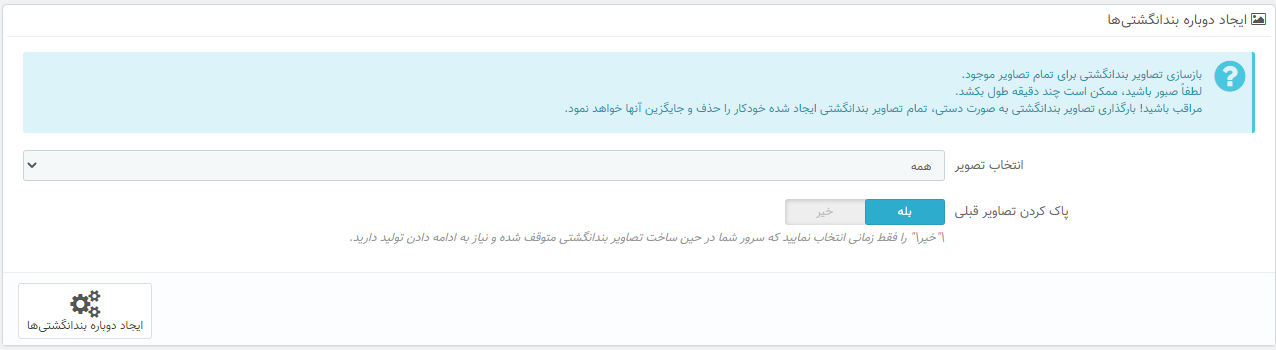 ایجاد دوباره بندانگشتی‌ها
بازسازی تصاویر بندانگشتی برای تمام تصاویر موجود.
لطفاً صبور باشید، ممکن است چند دقیقه طول بکشد.
مراقب باشید! بارگذاری تصاویر بندانگشتی به صورت دستی، تمام تصاویر بندانگشتی ایجاد شده خودکار را حذف و جایگزین آنها خواهد نمود.
انتخاب تصویر
همه
پاک کردن تصاویر قبلی
بله
خیر
\"خیر\" را فقط زمانی انتخاب نمایید که سرور شما در حین ساخت تصاویر بندانگشتی متوقف شده و نیاز به ادامه دادن تولید دارید.
ایجاد دوباره بندانگشتی‌ها